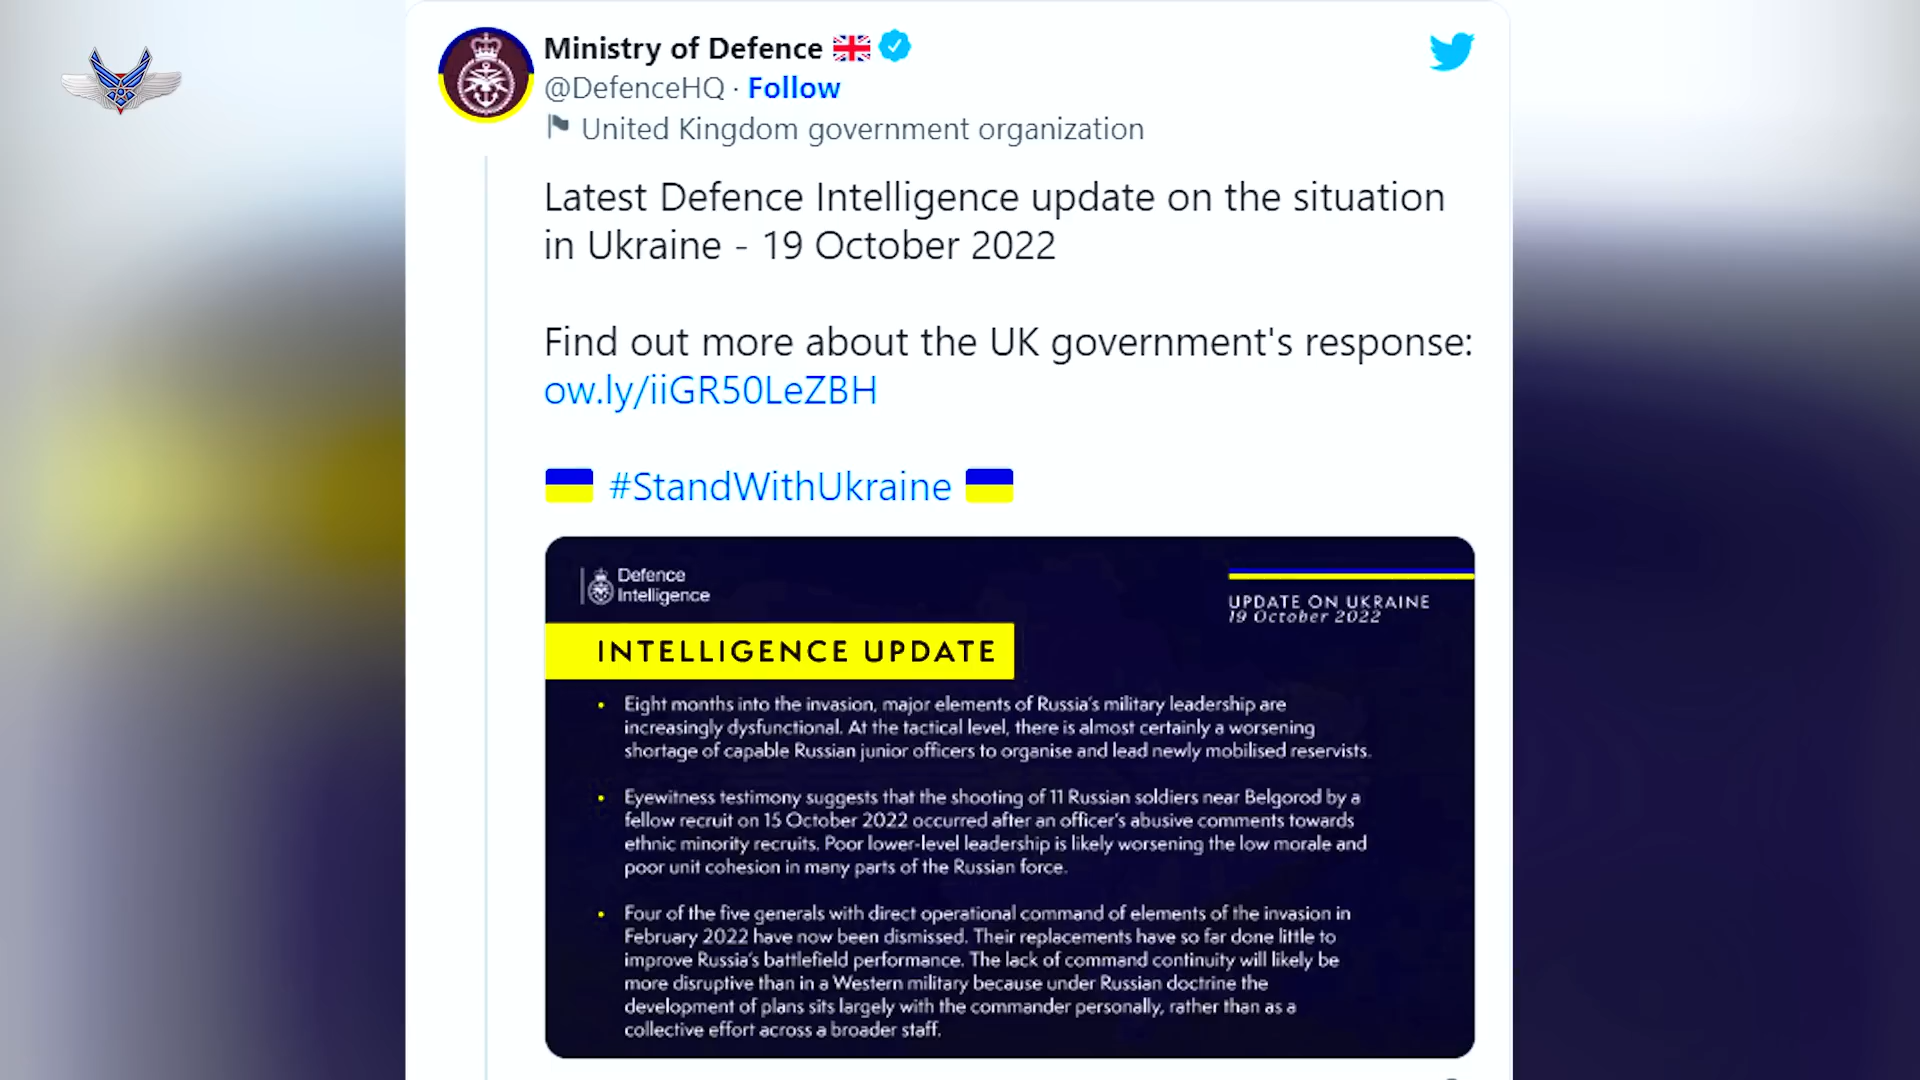 Ministry of Defence 🇬🇧
@DefenceHQ · Follow
United Kingdom government organization
Latest Defence Intelligence update on the situation
in Ukraine - 19 October 2022
Find out more about the UK government's response:
ow.ly/iiGR50LeZBH
🇺🇦 #StandWithUkraine 🇺🇦
Defence
Intelligence
UPDATE ON UKRAINE
19 October 2022
INTELLIGENCE UPDATE
• Eight months into the invasion, major elements of Russia's military leadership are
increasingly dysfunctional. At the tactical level, there is almost certainly a worsening
shortage of capable Russian junior officers to organise and lead newly mobilised reservists.
• Eyewitness testimony suggests that the shooting of 11 Russian soldiers near Belgorod by a
fellow recruit on 15 October 2022 occurred after an officer's abusive comments towards
ethnic minority recruits. Poor lower-level leadership is likely worsening the low morale and
poor unit cohesion in many parts of the Russian force.
• Four of the five generals with direct operational command of elements of the invasion in
February 2022 have now been dismissed. Their replacements have so far done little to
improve Russia's battlefield performance. The lack of command continuity will likely be
more disruptive than in a Western military because under Russian doctrine the
development of plans sits largely with the commander personally, rather than as a
collective effort across a broader staff.